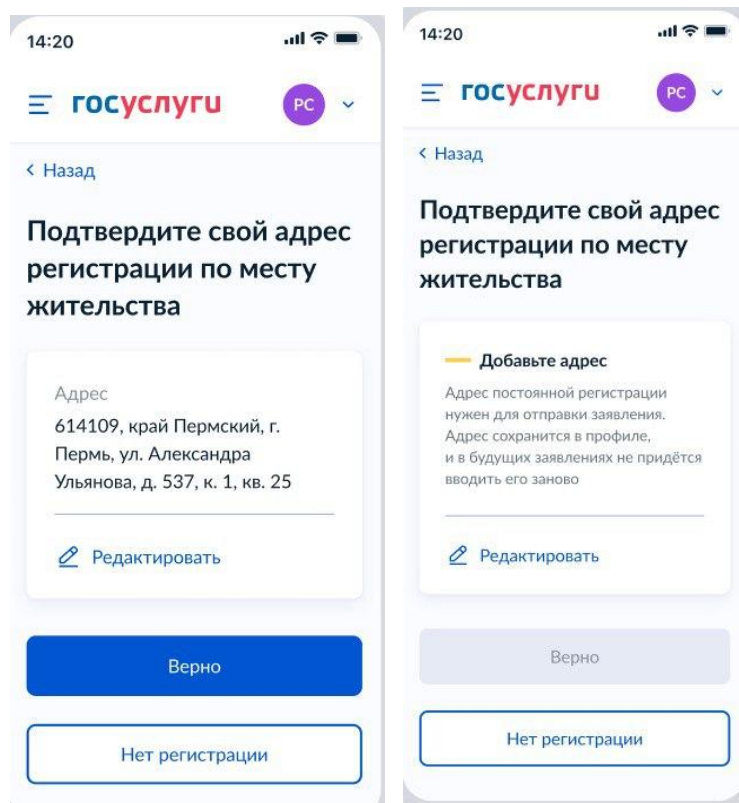 14:20
госуслуги
РС
Назад
Подтвердите свой адрес
регистрации по месту
жительства
Адрес
614109, край Пермский, г.
Пермь, ул. Александра
Ульянова, д. 537, к. 1, кв. 25
Редактировать
Верно
Нет регистрации
14:20
госуслуги
РС
Назад
Подтвердите свой адрес
регистрации по месту
жительства
Добавьте адрес
Адрес постоянной регистрации
нужен для отправки заявления.
Адрес сохранится в профиле,
и в будущих заявлениях не придётся
вводить его заново
Редактировать
Верно
Нет регистрации